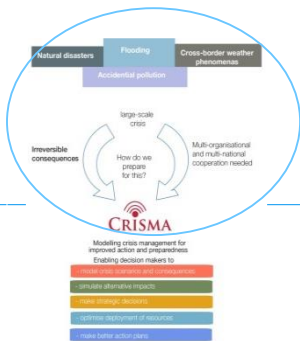 Flooding
Natural disasters
Cross-border weather
phenomenas
Accidential pollution
large-scale
crisis
Irreversible
consequences
How do we
prepare
for this?
Multi-organisational
and multi-national
cooperation needed
CRISMA
Modelling crisis management for
improved action and preparedness
Enabling decision makers to
- model crisis scenarios and consequences
- simulate alternative impacts
- make strategic decisions
- optimise deployment of resources
- make better action plans